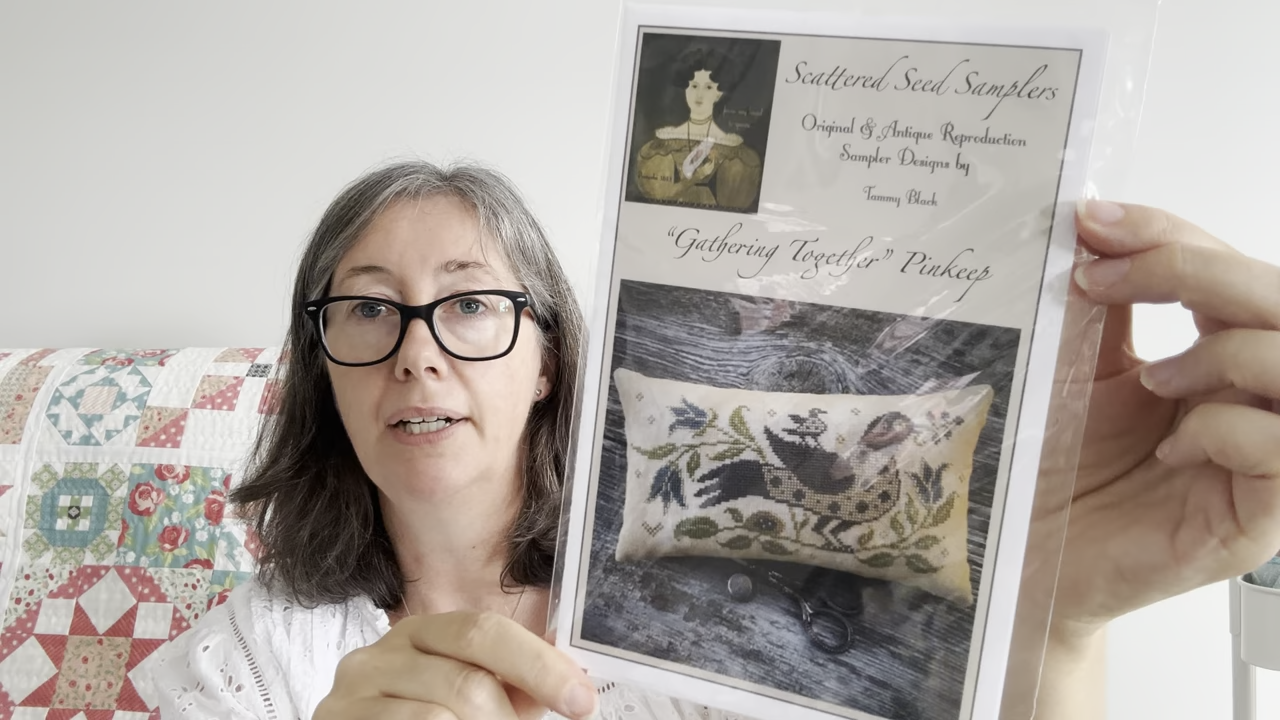 Scattered Seed Samplers
Original & Antique Reproduction
Sampler Designs by
Tammy Black
"Gathering Together" Pinkeep